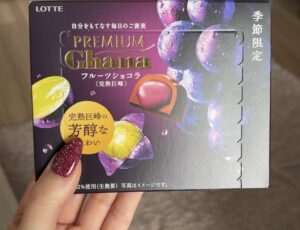 LOTTE
自分をもてなす毎日のご褒美
PREMIUM
Ghana
フルーツショコラ
(完熟巨峰)
季節限定
完熟巨峰の
芳醇な
わい
2%使用(生換算) 写真はイメージです。